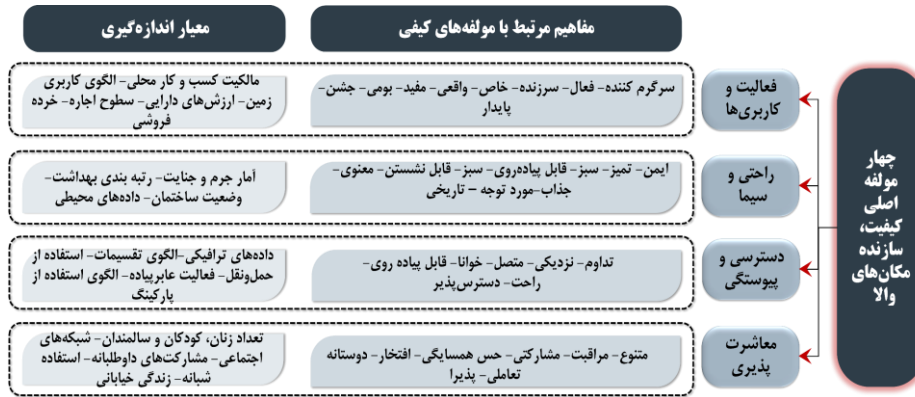 مفاهیم مرتبط با مولفه‌های کیفی
معیار اندازه‌گیری
چهار
مولفه
اصلی
کیفیت،
سازنده
مکان‌های
والا
فعالیت و
کاربری‌ها
سرگرم کننده- فعال- سرزنده- خاص- واقعی- مفید- بومی- جشن-
پایدار
مالکیت کسب و کار محلی- الگوی کاربری
زمین- ارزش‌های دارایی- سطوح اجاره- خرده
فروشی
راحتی و
سیما
ایمن- تمیز- سبز- قابل پیاده‌روی- سبز- قابل نشستن- معنوی-
جذاب-مورد توجه – تاریخی
آمار جرم و جنایت- رتبه بندی بهداشت-
وضعیت ساختمان- داده‌های محیطی
دسترسی و
پیوستگی
تداوم- نزدیکی- متصل- خوانا- قابل پیاده روی-
راحت- دسترس‌پذیر
داده‌های ترافیکی-الگوی تقسیمات- استفاده از
حمل‌ونقل- فعالیت عابرپیاده- الگوی استفاده از
پارکینگ
معاشرت
پذیری
متنوع- مراقبت- مشارکتی- حس همسایگی- افتخار- دوستانه
تعاملی- پذیرا
تعداد زنان، کودکان و سالمندان- شبکه‌های
اجتماعی- مشارکت‌های داوطلبانه- استفاده
شبانه- زندگی خیابانی